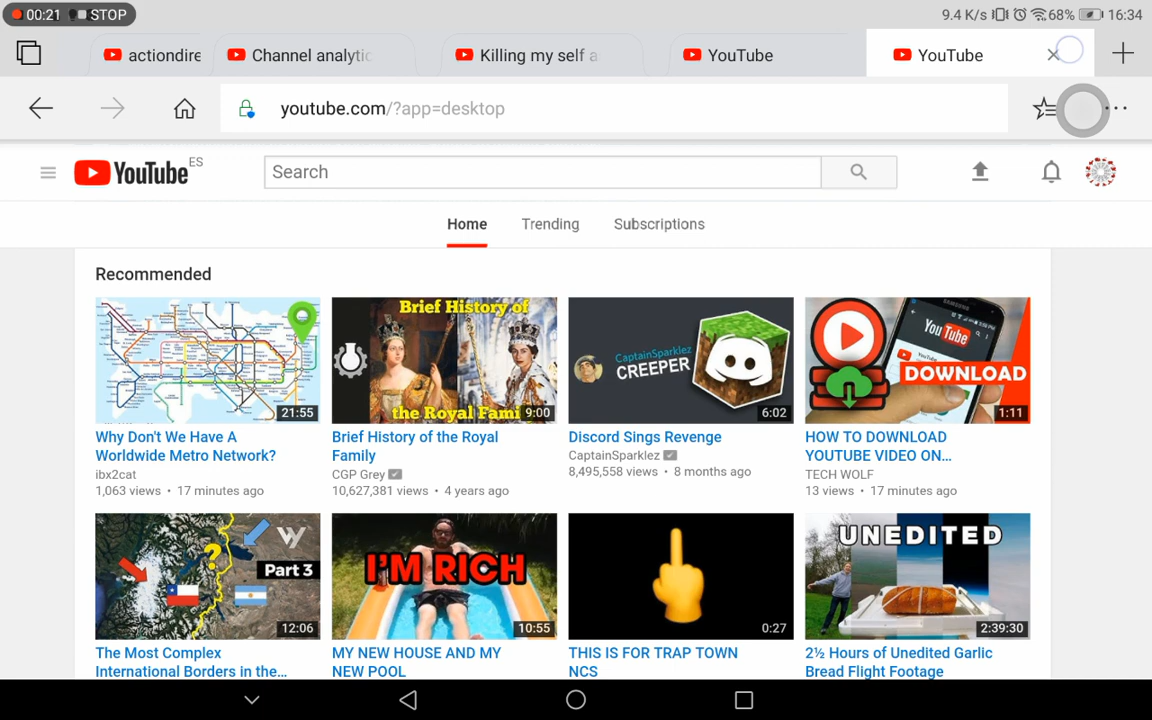 00:21 STOP
9.4 K/s 68% 16:34
actiondire
Channel analytic
Killing my self a
YouTube
YouTube
youtube.com/?app=desktop
YouTube ES
Search
Home Trending Subscriptions
Recommended
21:55
Brief History of
the Royal Fami
9:00
CaptainSparklez
CREEPER
6:02
YouTube
DOWNLOAD
1:11
Why Don't We Have A
Worldwide Metro Network?
ibx2cat
1,063 views • 17 minutes ago
Brief History of the Royal
Family
CGP Grey
10,627,381 views • 4 years ago
Discord Sings Revenge
CaptainSparklez
8,495,558 views • 8 months ago
HOW TO DOWNLOAD
YOUTUBE VIDEO ON...
TECH WOLF
13 views • 17 minutes ago
?
Part 3
12:06
I'M RICH
10:55
0:27
UNEDITED
2:39:30
The Most Complex
International Borders in the...
MY NEW HOUSE AND MY
NEW POOL
THIS IS FOR TRAP TOWN
NCS
2½ Hours of Unedited Garlic
Bread Flight Footage